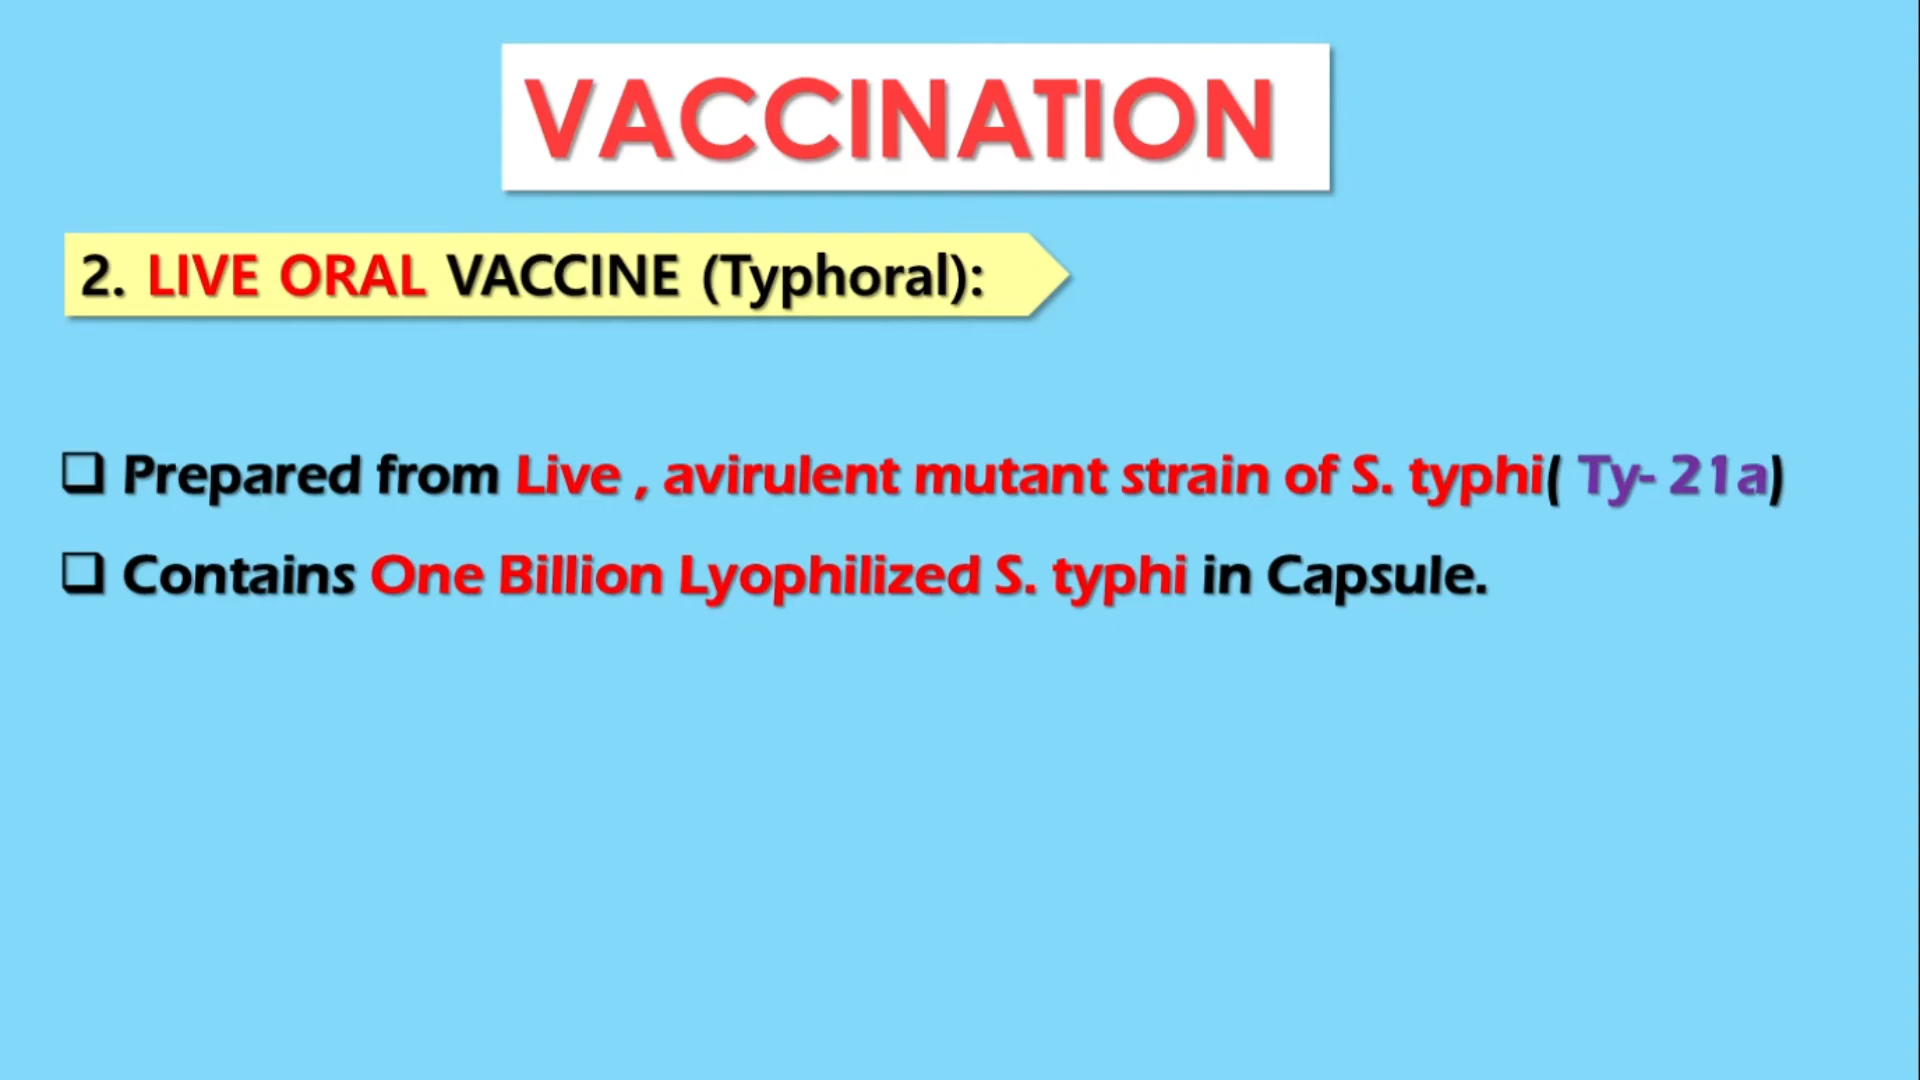 VACCINATION
2. LIVE ORAL VACCINE (Typhoral):
❑ Prepared from Live , avirulent mutant strain of S. typhi( Ty- 21a)
❑ Contains One Billion Lyophilized S. typhi in Capsule.